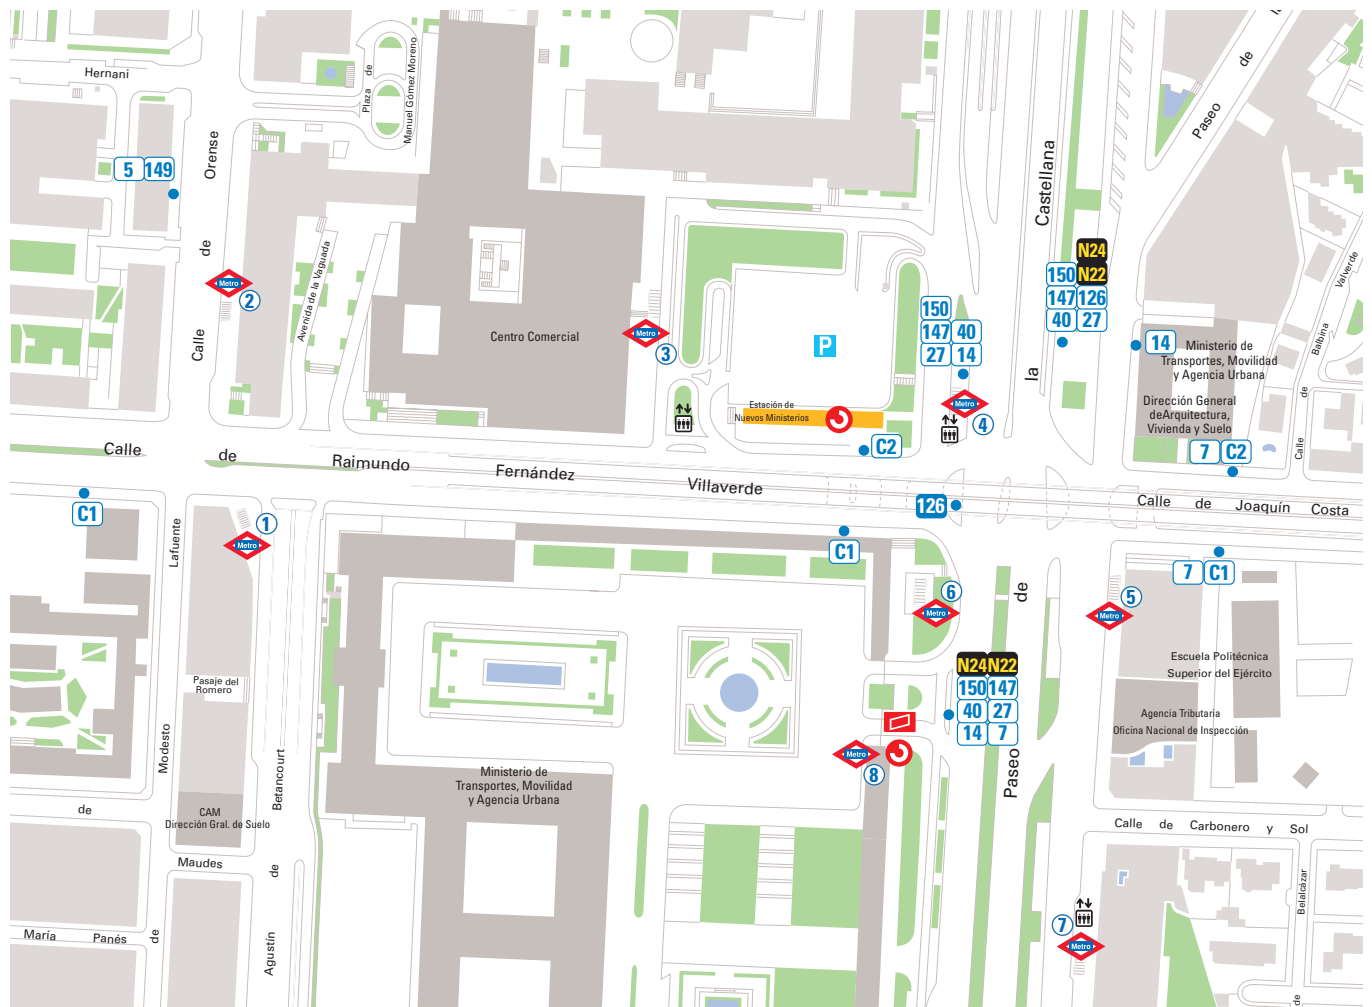 Hernani
Plaza de
Manuel Gómez Moreno
5 149
Calle de Orense
Metro
2
Avenida de la Vaguada
Centro Comercial
Metro
3
P
Estación de
Nuevos Ministerios
C2
150
147 40
27 14
Metro
4
Paseo de la Castellana
N24
150 N22
147 126
40 27
Paseo de la
14
Ministerio de
Transportes, Movilidad
y Agencia Urbana
Dirección General
deArquitectura,
Vivienda y Suelo
7 C2
Calle de Balbina Valverde
Calle de Raimundo Fernández Villaverde
Calle de Joaquín Costa
C1
126
C1
7 C1
1
Metro
Modesto Lafuente
Pasaje del
Romero
CAM
Dirección Gral. de Suelo
Agustín de Betancourt
Maudes
de
María Panés
de
Ministerio de
Transportes, Movilidad
y Agencia Urbana
6
Metro
N24 N22
150 147
40 27
14 7
Metro
8
5
Metro
Escuela Politécnica
Superior del Ejército
Agencia Tributaria
Oficina Nacional de Inspección
Calle de Carbonero y Sol
7
Metro
Belalcázar
de